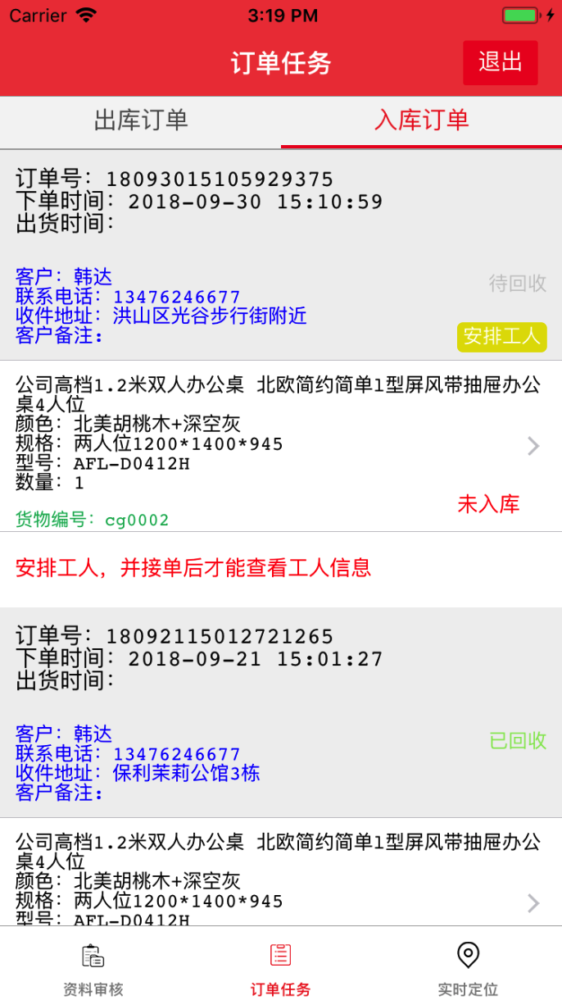 Carrier 3:19 PM
订单任务 退出
出库订单 入库订单
订单号：18093015105929375
下单时间：2018-09-30 15:10:59
出货时间：
客户：韩达
待回收
联系电话：13476246677
收件地址：洪山区光谷步行街附近
客户备注：
安排工人
公司高档1.2米双人办公桌 北欧简约简单l型屏风带抽屉办公
桌4人位
颜色：北美胡桃木+深空灰
规格：两人位1200*1400*945
型号：AFL-D0412H
数量：1
未入库
货物编号：cg0002
安排工人，并接单后才能查看工人信息
订单号：18092115012721265
下单时间：2018-09-21 15:01:27
出货时间：
客户：韩达
已回收
联系电话：13476246677
收件地址：保利茉莉公馆3栋
客户备注：
公司高档1.2米双人办公桌 北欧简约简单l型屏风带抽屉办公
桌4人位
颜色：北美胡桃木+深空灰
规格：两人位1200*1400*945
型号：AFL-D0412H
资料审核 订单任务 实时定位